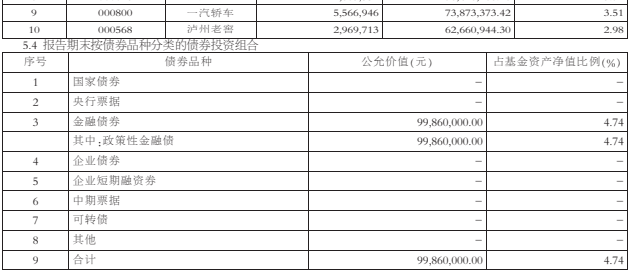 9 000800 一汽轿车 5,566,946 73,873,373.42 3.51
10 000568 泸州老窖 2,969,713 62,660,944.30 2.98
5.4 报告期末按债券品种分类的债券投资组合
序号 债券品种 公允价值(元) 占基金资产净值比例(%)
1 国家债券 – –
2 央行票据 – –
3 金融债券 99,860,000.00 4.74
其中:政策性金融债 99,860,000.00 4.74
4 企业债券 – –
5 企业短期融资券 – –
6 中期票据 – –
7 可转债 – –
8 其他 – –
9 合计 99,860,000.00 4.74